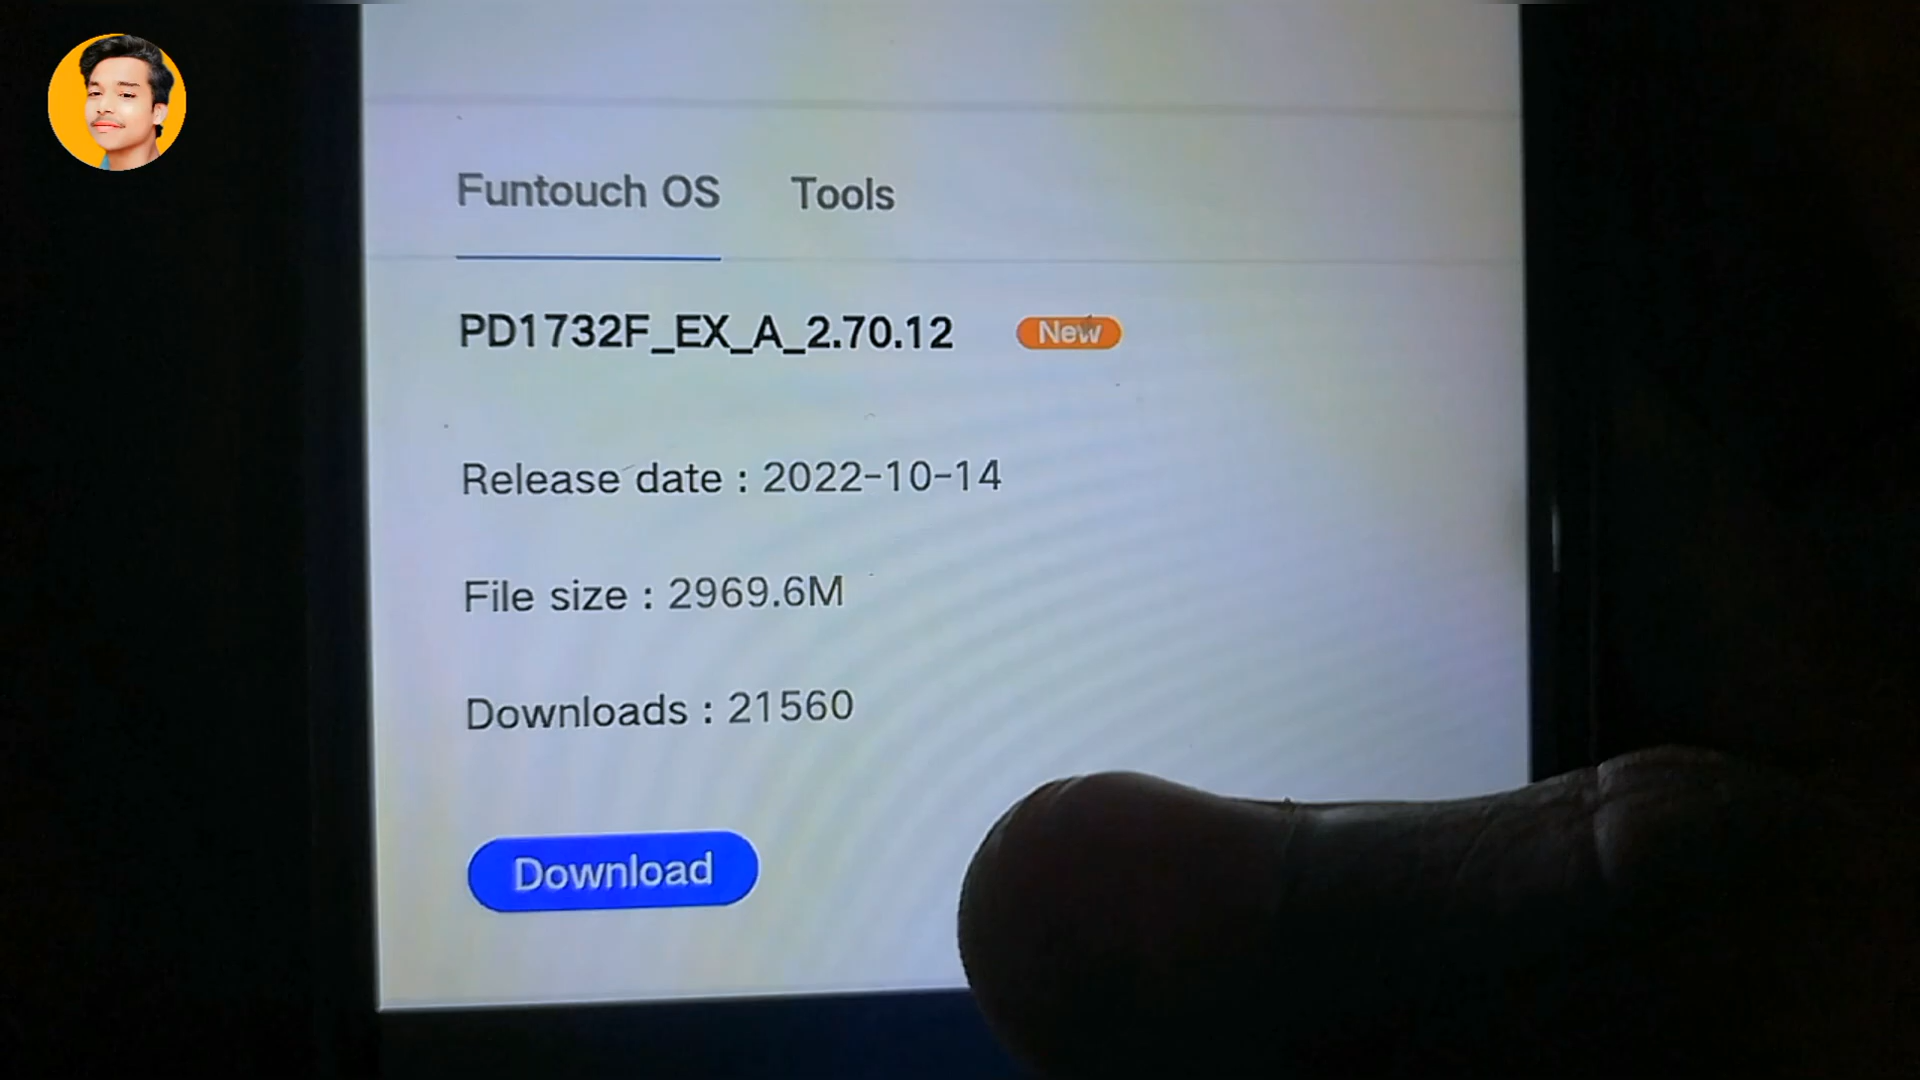 Funtouch OS Tools
PD1732F_EX_A_2.70.12 New
Release date : 2022-10-14
File size : 2969.6M
Downloads : 21560
Download